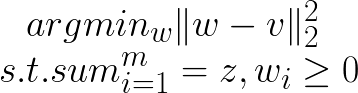 argmin_w‖w − v‖_2^2
s.t.sum_{i=1}^m = z, w_i ≥ 0